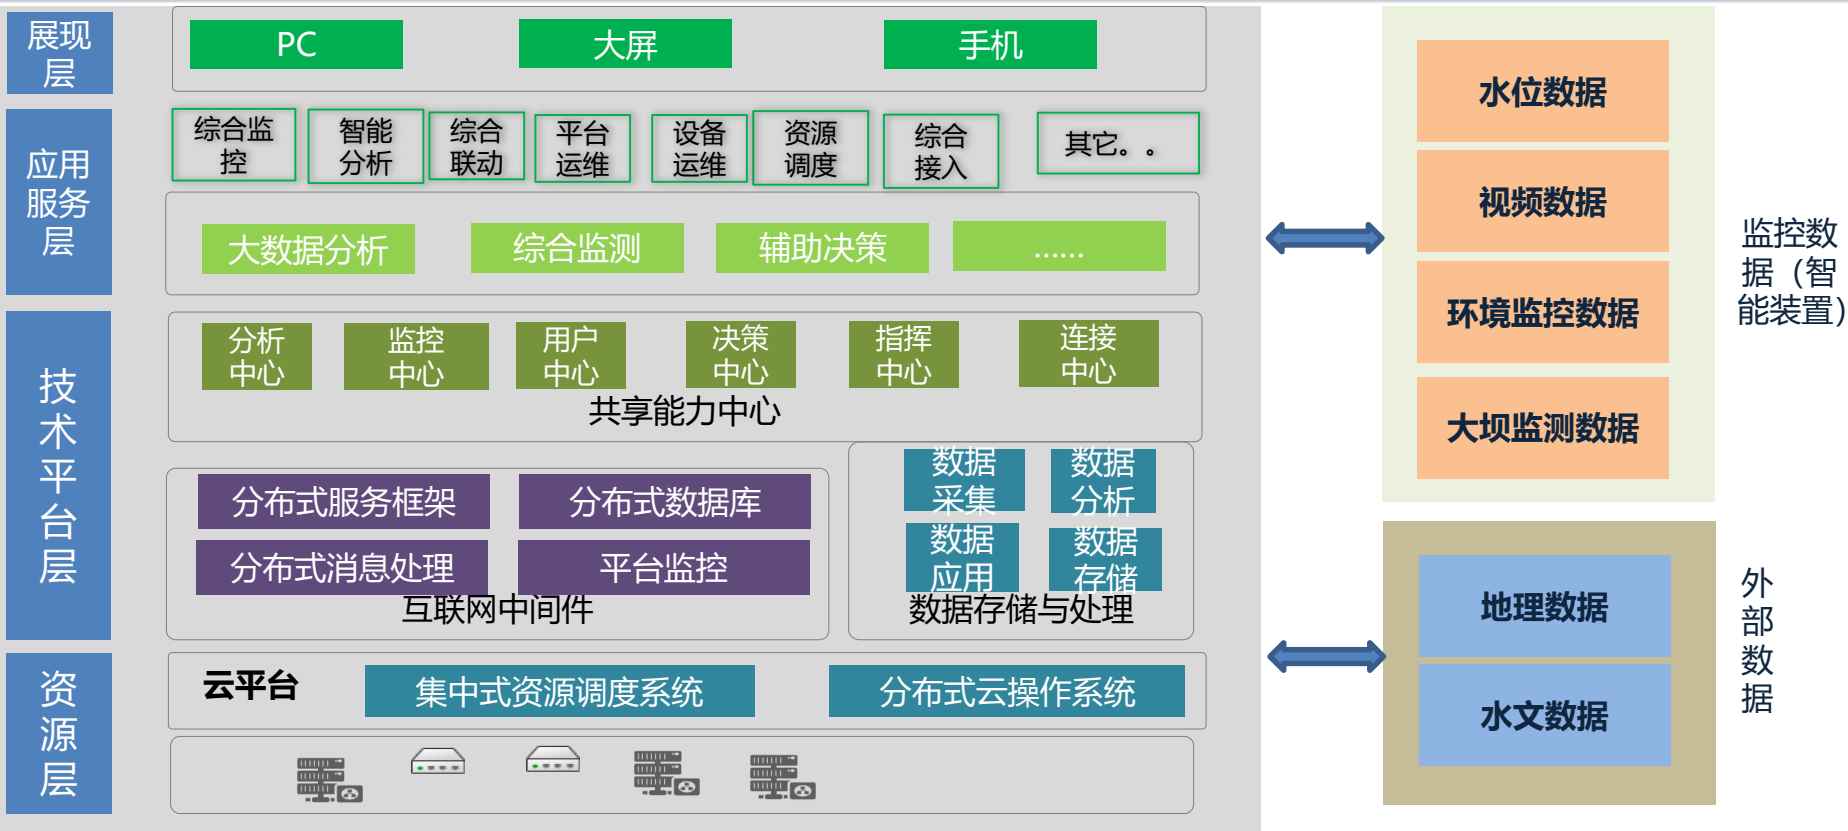 展现
层
PC
大屏
手机
应用
服务
层
综合监
控
智能
分析
综合
联动
平台
运维
设备
运维
资源
调度
综合
接入
其它。。
大数据分析
综合监测
辅助决策
......
技
术
平
台
层
分析
中心
监控
中心
用户
中心
决策
中心
指挥
中心
连接
中心
共享能力中心
分布式服务框架
分布式数据库
分布式消息处理
平台监控
互联网中间件
数据
采集
数据
分析
数据
应用
数据
存储
数据存储与处理
资
源
层
云平台
集中式资源调度系统
分布式云操作系统
水位数据
视频数据
环境监控数据
大坝监测数据
监控数
据（智
能装置）
地理数据
水文数据
外
部
数
据